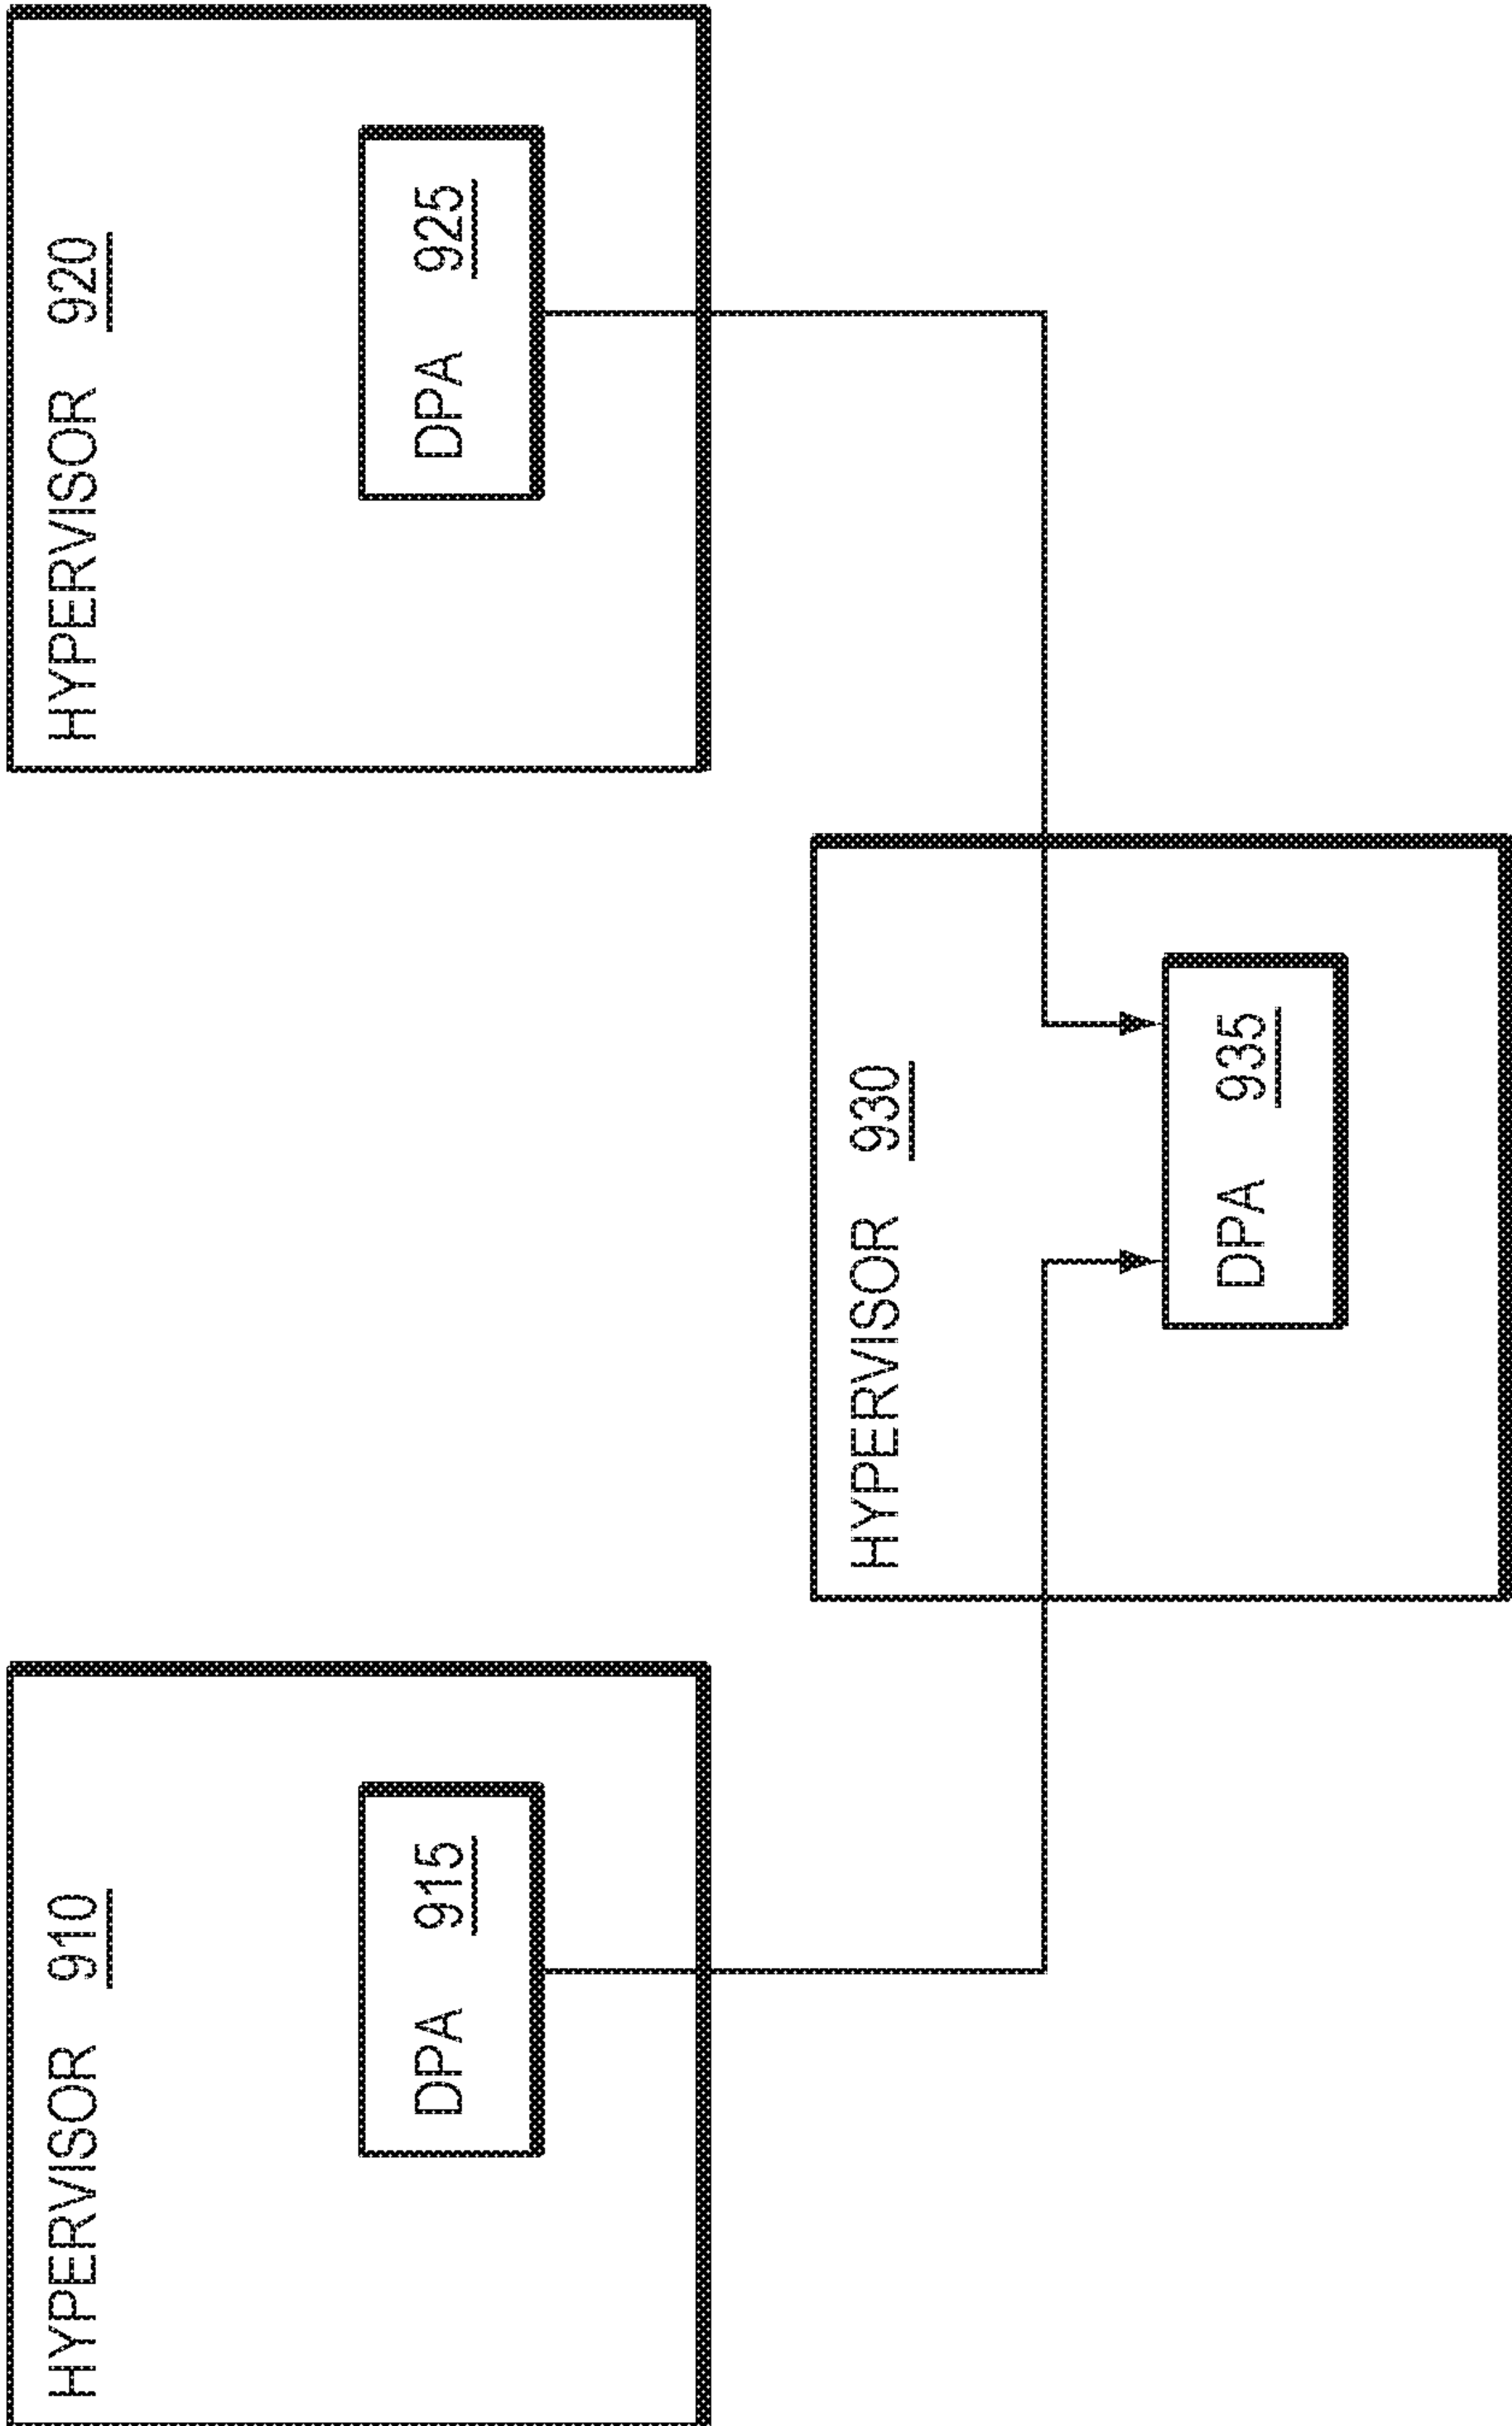 HYPERVISOR 910
DPA 915
HYPERVISOR 920
DPA 925
HYPERVISOR 930
DPA 935